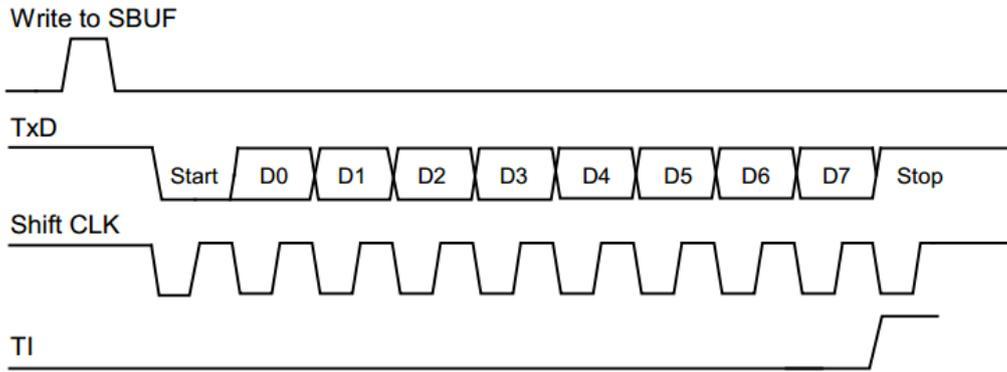 Write to SBUF
TxD
Start D0 D1 D2 D3 D4 D5 D6 D7 Stop
Shift CLK
TI